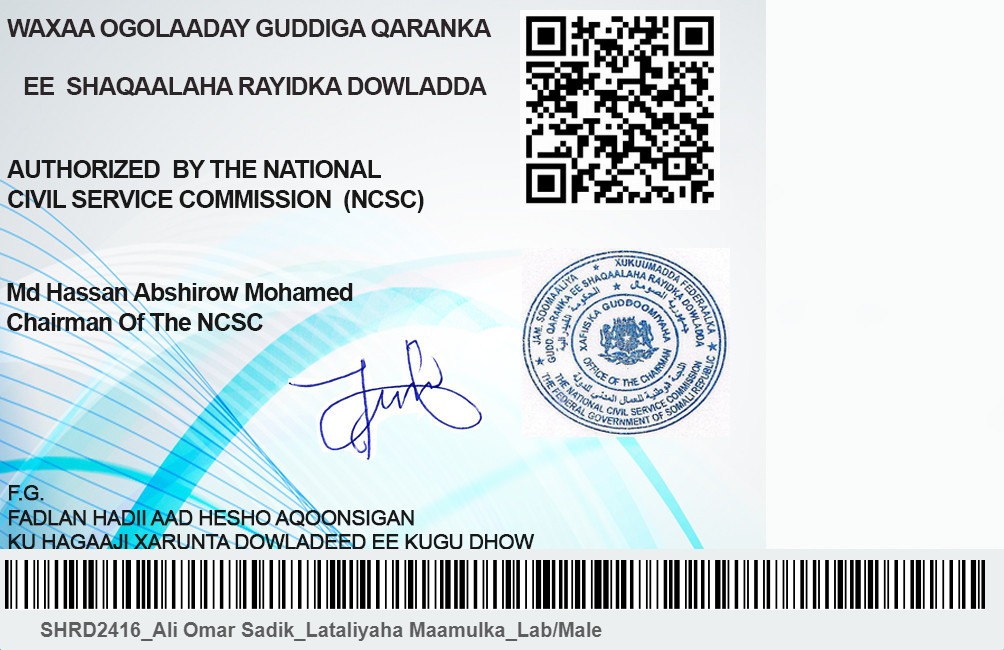 WAXAA OGOLAADAY GUDDIGA QARANKA
EE SHAQAALAHA RAYIDKA DOWLADDA
AUTHORIZED BY THE NATIONAL
CIVIL SERVICE COMMISSION (NCSC)
Md Hassan Abshirow Mohamed
Chairman Of The NCSC
JAM. SOOMAALIYA ★ XUKUUMADDA FEDERAALKA
GUDD. QARANKA EE SHAQAALAHA RAYIDKA DOWLADDA
جمهورية الصومال ★
XAFIISKA GUDDOOMIYAHA
OFFICE OF THE CHAIRMAN
THE NATIONAL CIVIL SERVICE COMMISSION
THE FEDERAL GOVERNMENT OF SOMALI REPUBLIC
F.G.
FADLAN HADII AAD HESHO AQOONSIGAN
KU HAGAAJI XARUNTA DOWLADEED EE KUGU DHOW
SHRD2416_Ali Omar Sadik_Lataliyaha Maamulka_Lab/Male